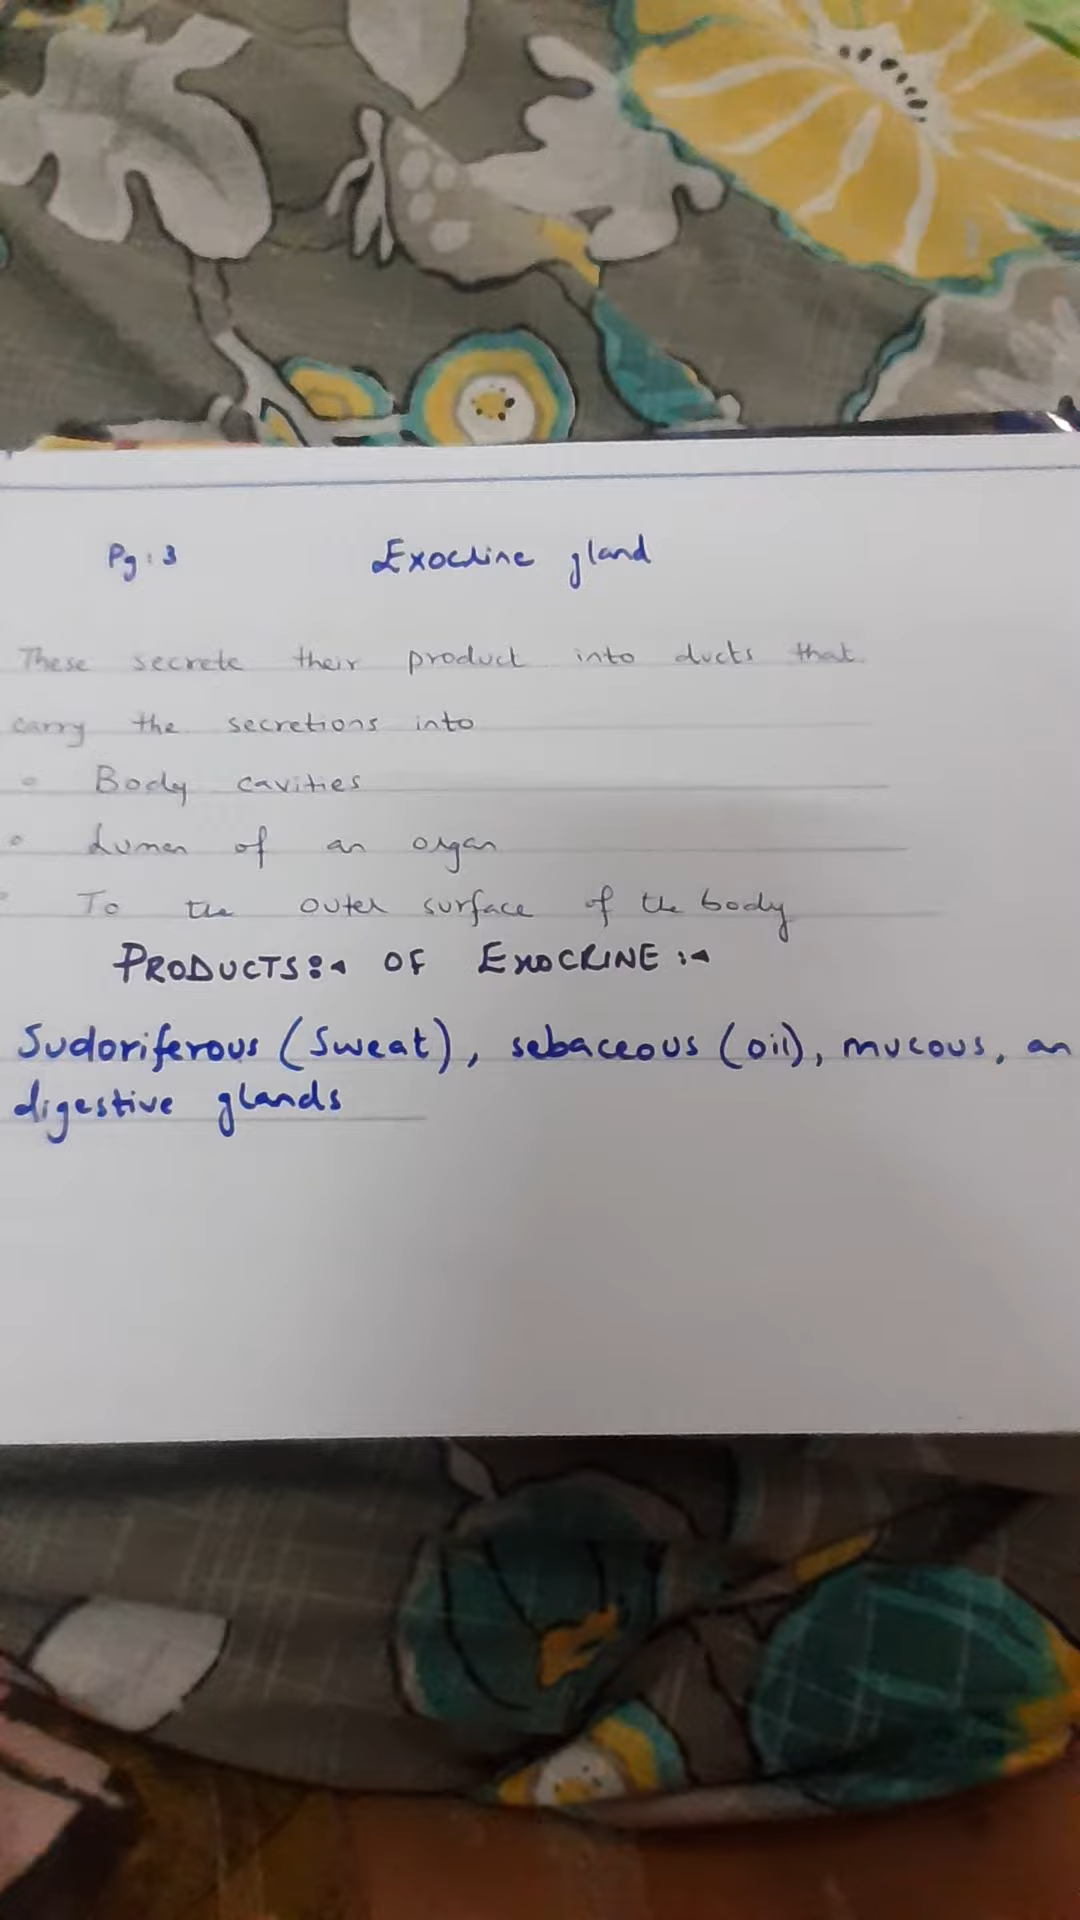 Pg:3 Exocrine gland
These secrete their product into ducts that
carry the secretions into
• Body cavities
• Lumen of an organ
• To the outer surface of the body
PRODUCTS:- OF EXOCRINE :-
Sudoriferous (Sweat), sebaceous (oil), mucous, an
digestive glands